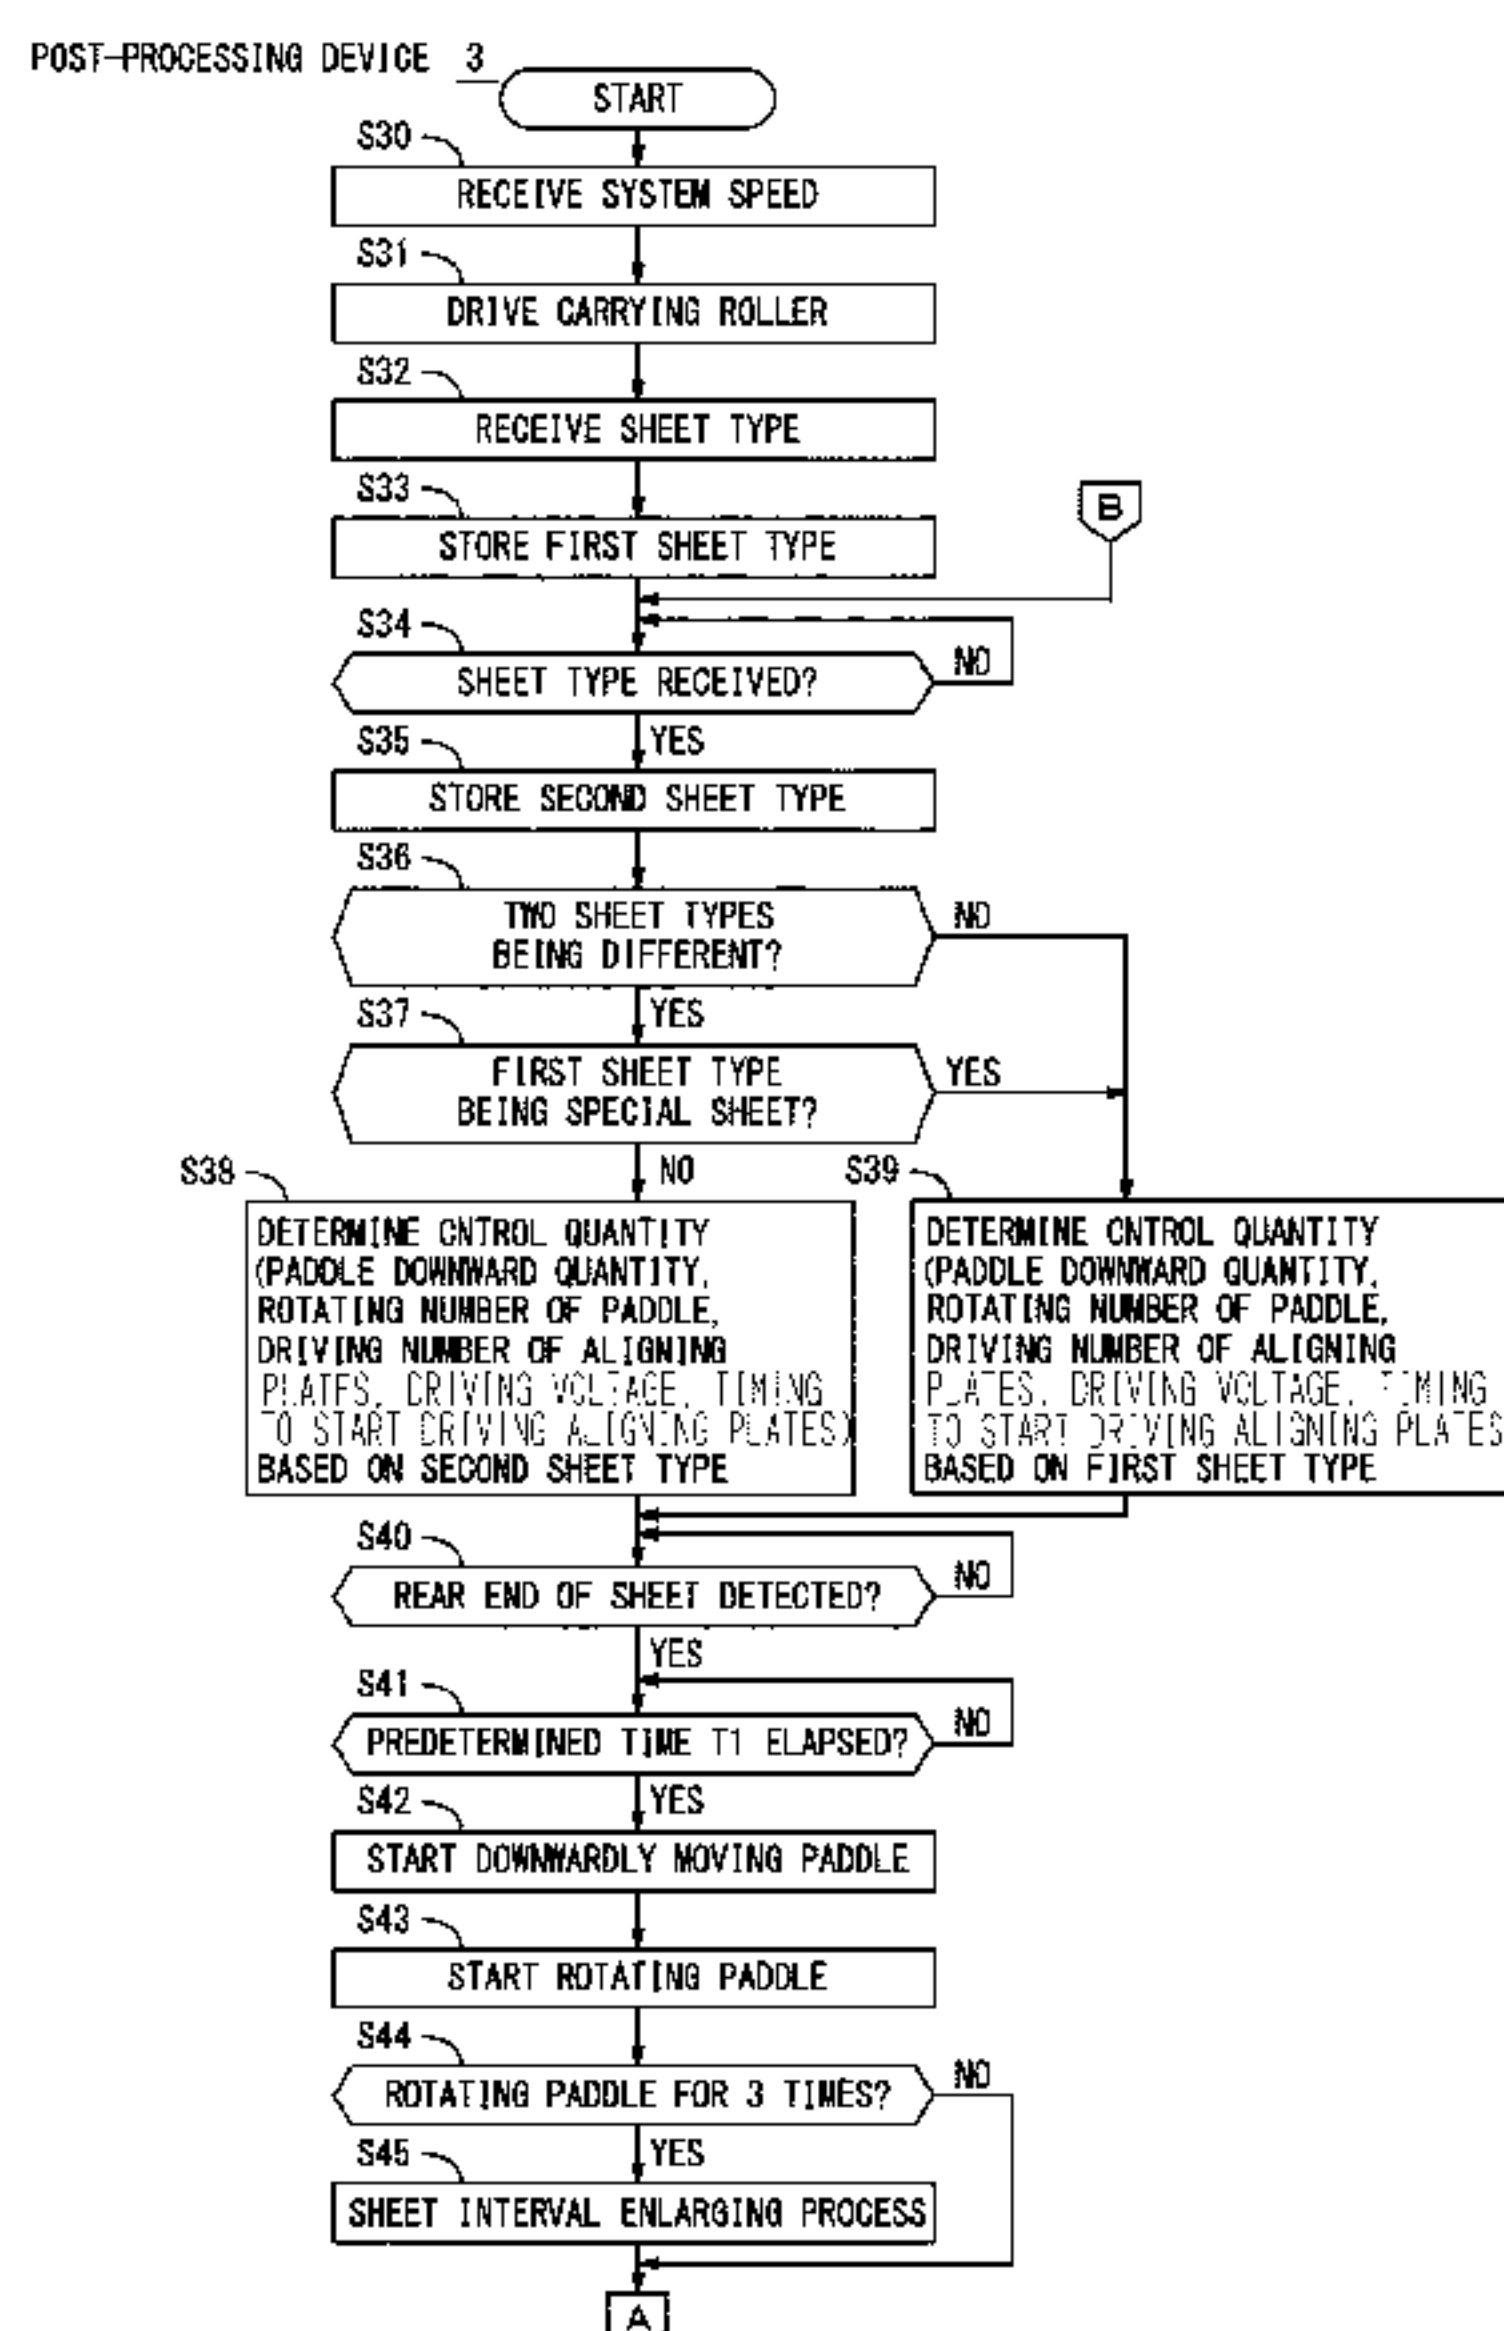 POST-PROCESSING DEVICE 3
START
S30
RECEIVE SYSTEM SPEED
S31
DRIVE CARRYING ROLLER
S32
RECEIVE SHEET TYPE
S33
STORE FIRST SHEET TYPE
B
S34
SHEET TYPE RECEIVED?
NO
YES
S35
STORE SECOND SHEET TYPE
S36
TWO SHEET TYPES
BEING DIFFERENT?
NO
YES
S37
FIRST SHEET TYPE
BEING SPECIAL SHEET?
YES
NO
S38
DETERMINE CNTROL QUANTITY
(PADDLE DOWNWARD QUANTITY,
ROTATING NUMBER OF PADDLE,
DRIVING NUMBER OF ALIGNING
PLATES, DRIVING VOLTAGE, TIMING
TO START DRIVING ALIGNING PLATES)
BASED ON SECOND SHEET TYPE
S39
DETERMINE CNTROL QUANTITY
(PADDLE DOWNWARD QUANTITY,
ROTATING NUMBER OF PADDLE,
DRIVING NUMBER OF ALIGNING
PLATES, DRIVING VOLTAGE, TIMING
TO START DRIVING ALIGNING PLATES
BASED ON FIRST SHEET TYPE
S40
REAR END OF SHEET DETECTED?
NO
YES
S41
PREDETERMINED TIME T1 ELAPSED?
NO
YES
S42
START DOWNWARDLY MOVING PADDLE
S43
START ROTATING PADDLE
S44
ROTATING PADDLE FOR 3 TIMES?
NO
YES
S45
SHEET INTERVAL ENLARGING PROCESS
A